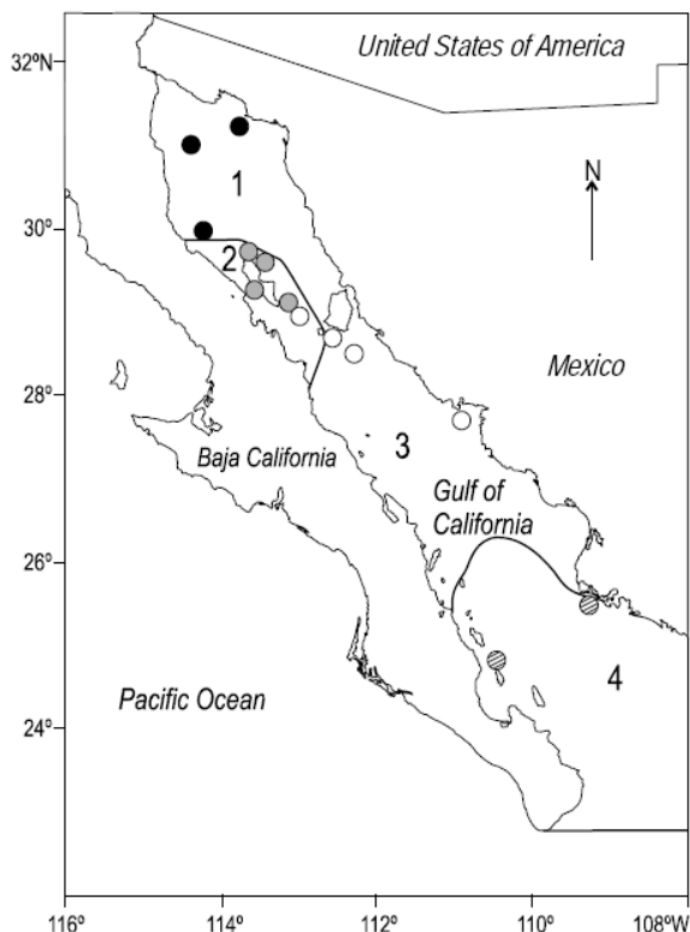 United States of America
32ºN
1
N
30º
2
Mexico
28º
3
Baja California
Gulf of
California
26º
4
Pacific Ocean
24º
116º 114º 112º 110º 108ºW